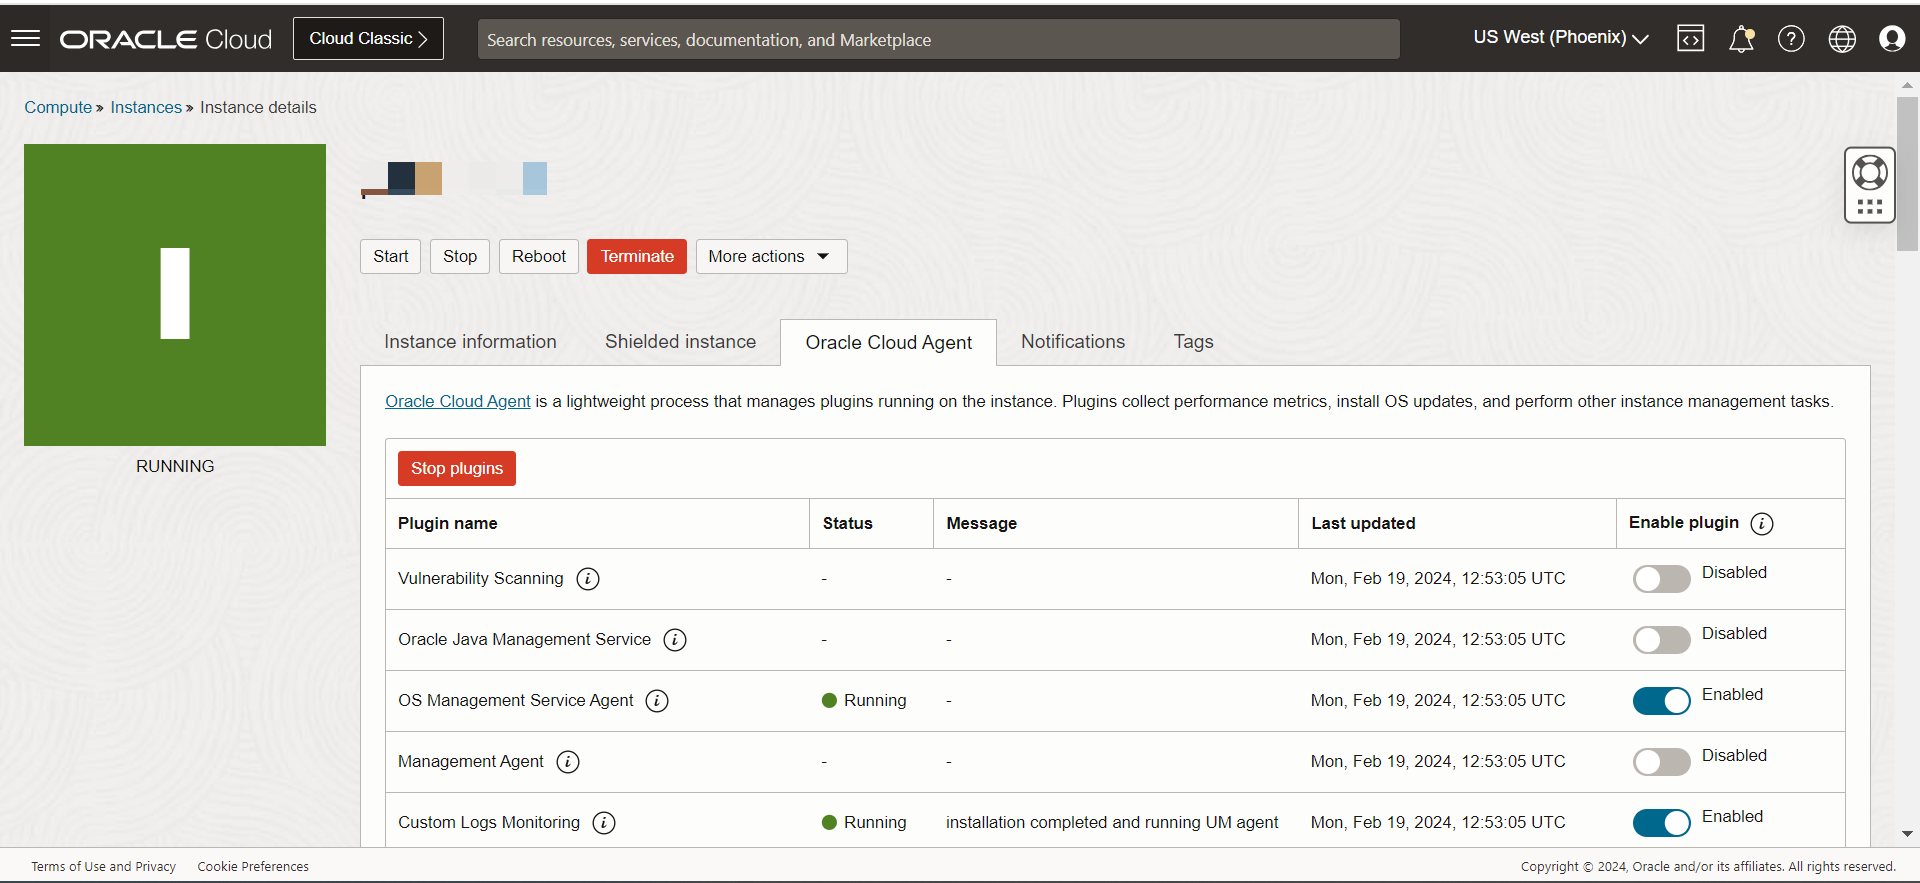 ORACLE Cloud
Cloud Classic
Search resources, services, documentation, and Marketplace
US West (Phoenix)
Compute » Instances » Instance details
I
RUNNING
Start
Stop
Reboot
Terminate
More actions
Instance information
Shielded instance
Oracle Cloud Agent
Notifications
Tags
Oracle Cloud Agent is a lightweight process that manages plugins running on the instance. Plugins collect performance metrics, install OS updates, and perform other instance management tasks.
Stop plugins
Plugin name Status Message Last updated Enable plugin i
Vulnerability Scanning i - - Mon, Feb 19, 2024, 12:53:05 UTC Disabled
Oracle Java Management Service i - - Mon, Feb 19, 2024, 12:53:05 UTC Disabled
OS Management Service Agent i Running - Mon, Feb 19, 2024, 12:53:05 UTC Enabled
Management Agent i - - Mon, Feb 19, 2024, 12:53:05 UTC Disabled
Custom Logs Monitoring i Running installation completed and running UM agent Mon, Feb 19, 2024, 12:53:05 UTC Enabled
Terms of Use and Privacy Cookie Preferences Copyright © 2024, Oracle and/or its affiliates. All rights reserved.